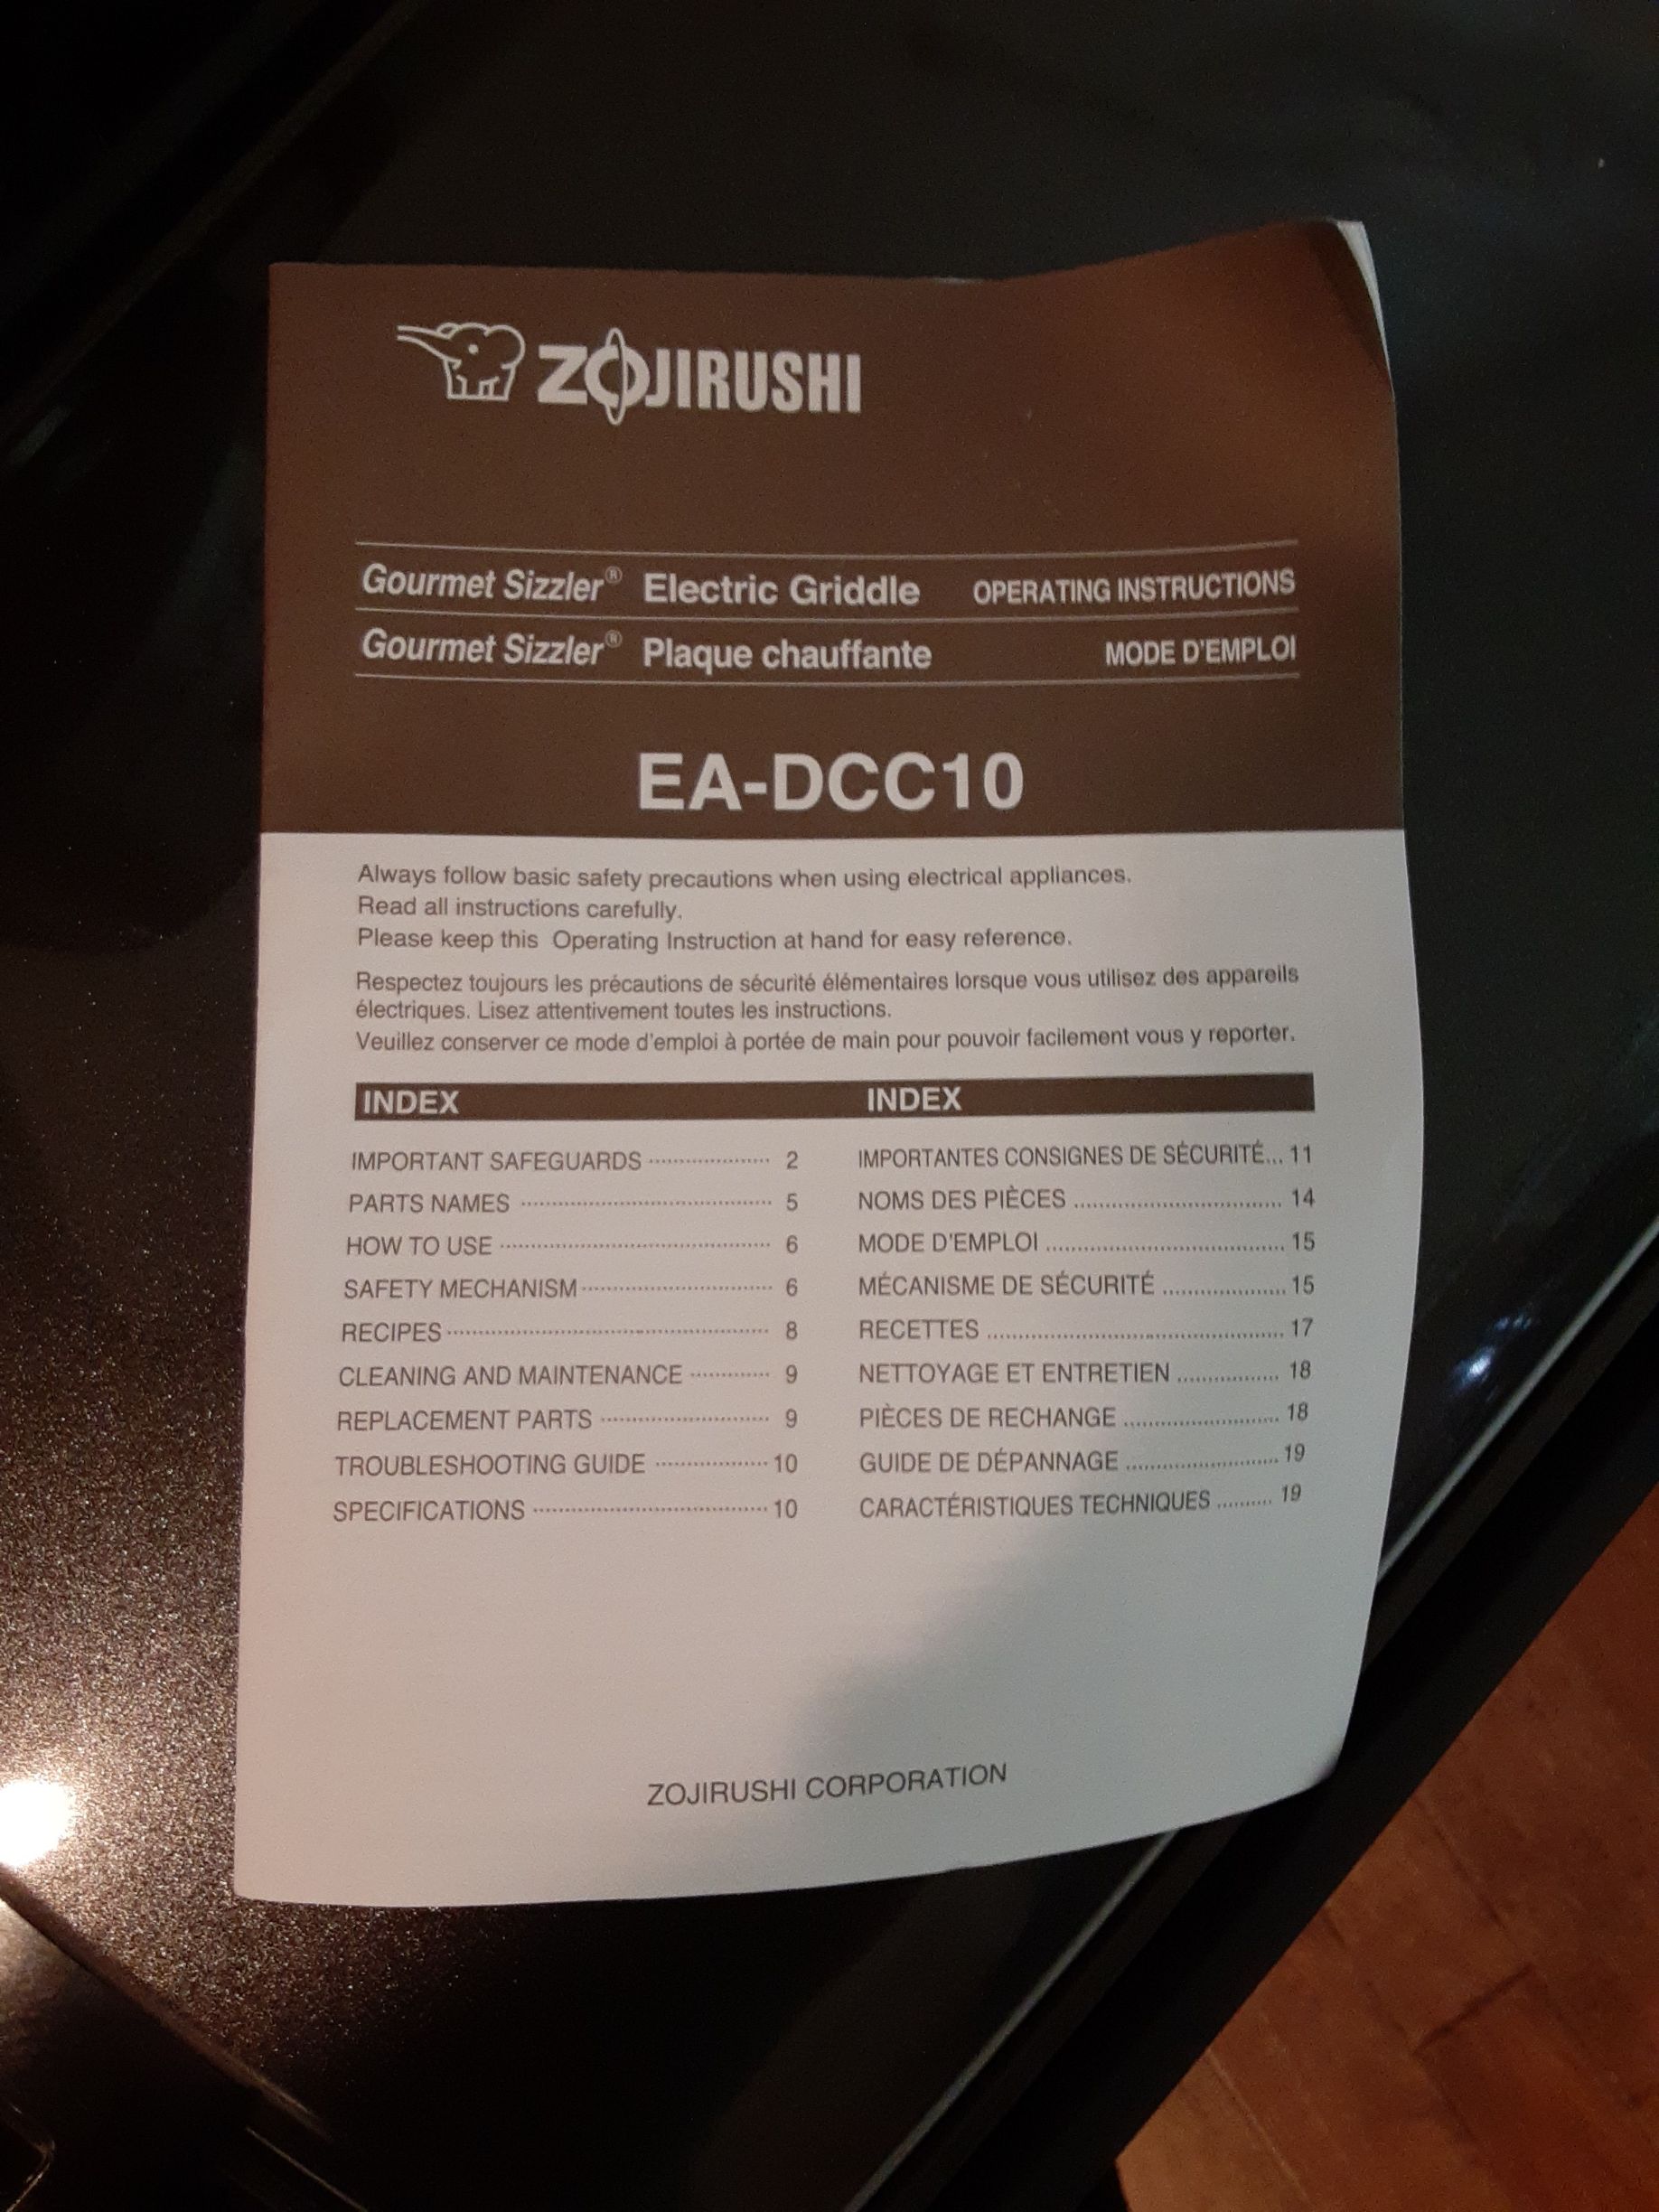 ZOJIRUSHI
Gourmet Sizzler® Electric Griddle OPERATING INSTRUCTIONS
Gourmet Sizzler® Plaque chauffante MODE D'EMPLOI
EA-DCC10
Always follow basic safety precautions when using electrical appliances.
Read all instructions carefully.
Please keep this Operating Instruction at hand for easy reference.
Respectez toujours les précautions de sécurité élémentaires lorsque vous utilisez des appareils
électriques. Lisez attentivement toutes les instructions.
Veuillez conserver ce mode d'emploi à portée de main pour pouvoir facilement vous y reporter.
INDEX
IMPORTANT SAFEGUARDS 2
PARTS NAMES 5
HOW TO USE 6
SAFETY MECHANISM 6
RECIPES 8
CLEANING AND MAINTENANCE 9
REPLACEMENT PARTS 9
TROUBLESHOOTING GUIDE 10
SPECIFICATIONS 10
INDEX
IMPORTANTES CONSIGNES DE SÉCURITÉ... 11
NOMS DES PIÈCES 14
MODE D'EMPLOI 15
MÉCANISME DE SÉCURITÉ 15
RECETTES 17
NETTOYAGE ET ENTRETIEN 18
PIÈCES DE RECHANGE 18
GUIDE DE DÉPANNAGE 19
CARACTÉRISTIQUES TECHNIQUES 19
ZOJIRUSHI CORPORATION